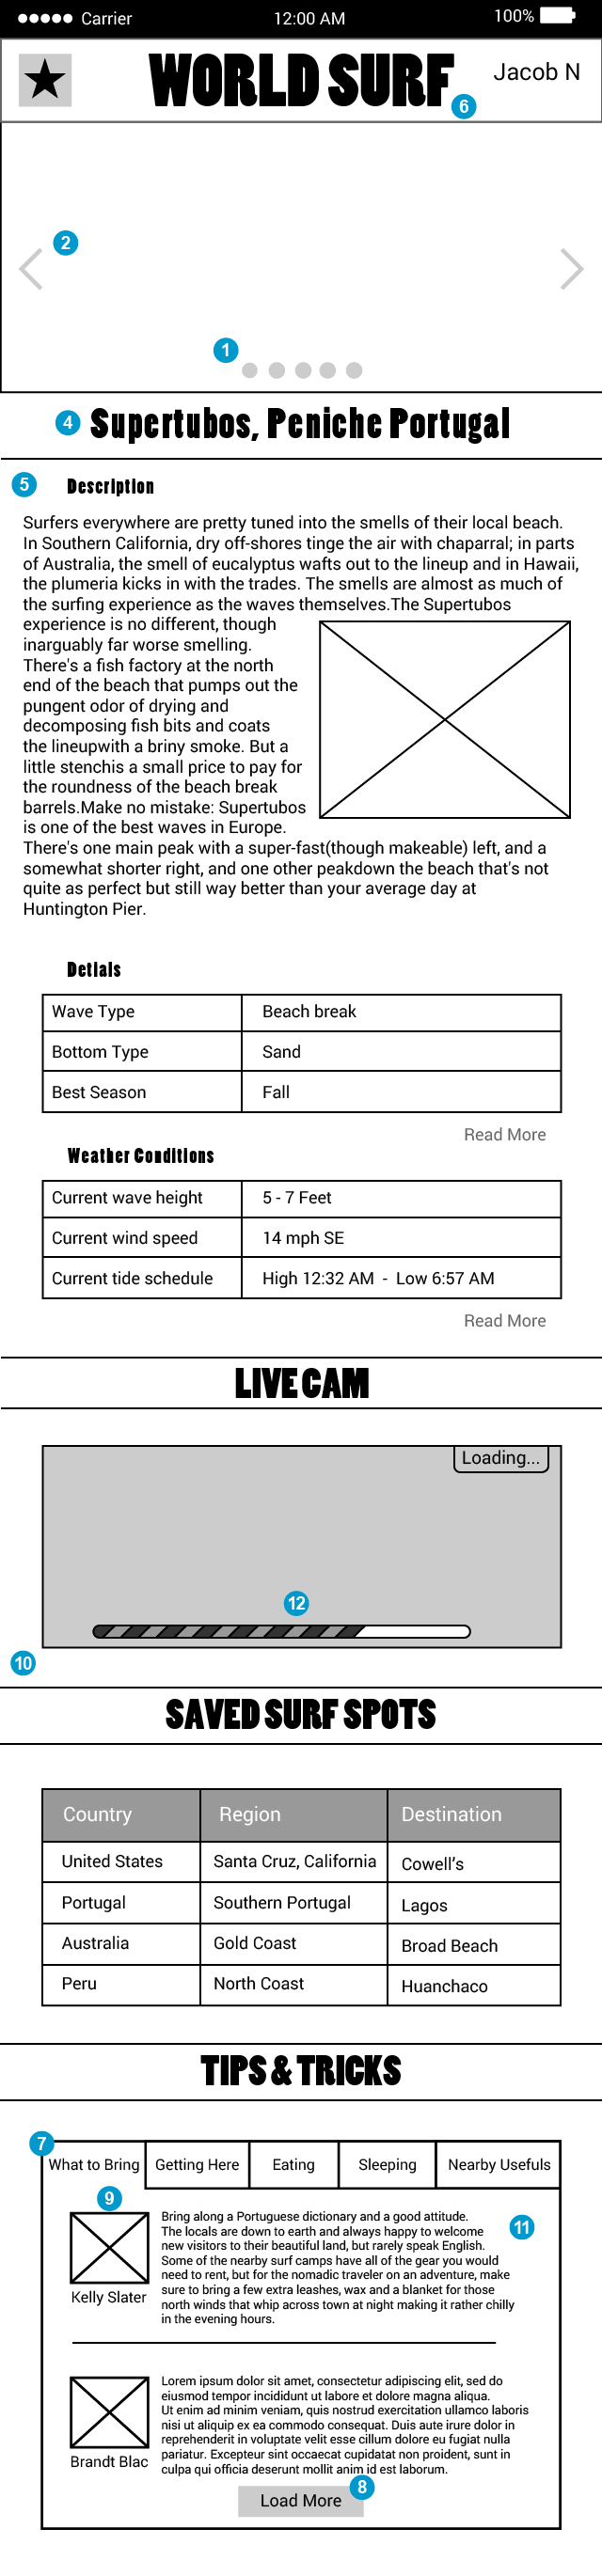 Carrier 12:00 AM 100%
WORLD SURF
Jacob N
6
2
1
4 Supertubos, Peniche Portugal
5 Description
Surfers everywhere are pretty tuned into the smells of their local beach.
In Southern California, dry off-shores tinge the air with chaparral; in parts
of Australia, the smell of eucalyptus wafts out to the lineup and in Hawaii,
the plumeria kicks in with the trades. The smells are almost as much of
the surfing experience as the waves themselves.The Supertubos
experience is no different, though
inarguably far worse smelling.
There's a fish factory at the north
end of the beach that pumps out the
pungent odor of drying and
decomposing fish bits and coats
the lineupwith a briny smoke. But a
little stenchis a small price to pay for
the roundness of the beach break
barrels.Make no mistake: Supertubos
is one of the best waves in Europe.
There's one main peak with a super-fast(though makeable) left, and a
somewhat shorter right, and one other peakdown the beach that's not
quite as perfect but still way better than your average day at
Huntington Pier.
Detials
Wave Type Beach break
Bottom Type Sand
Best Season Fall
Read More
Weather Conditions
Current wave height 5 - 7 Feet
Current wind speed 14 mph SE
Current tide schedule High 12:32 AM - Low 6:57 AM
Read More
LIVE CAM
Loading...
12
10
SAVED SURF SPOTS
Country Region Destination
United States Santa Cruz, California Cowell's
Portugal Southern Portugal Lagos
Australia Gold Coast Broad Beach
Peru North Coast Huanchaco
TIPS & TRICKS
7
What to Bring Getting Here Eating Sleeping Nearby Usefuls
9
11
Bring along a Portuguese dictionary and a good attitude.
The locals are down to earth and always happy to welcome
new visitors to their beautiful land, but rarely speak English.
Some of the nearby surf camps have all of the gear you would
need to rent, but for the nomadic traveler on an adventure, make
sure to bring a few extra leashes, wax and a blanket for those
north winds that whip across town at night making it rather chilly
in the evening hours.
Kelly Slater
Lorem ipsum dolor sit amet, consectetur adipiscing elit, sed do
eiusmod tempor incididunt ut labore et dolore magna aliqua.
Ut enim ad minim veniam, quis nostrud exercitation ullamco laboris
nisi ut aliquip ex ea commodo consequat. Duis aute irure dolor in
reprehenderit in voluptate velit esse cillum dolore eu fugiat nulla
pariatur. Excepteur sint occaecat cupidatat non proident, sunt in
culpa qui officia deserunt mollit anim id est laborum.
Brandt Blac
8
Load More